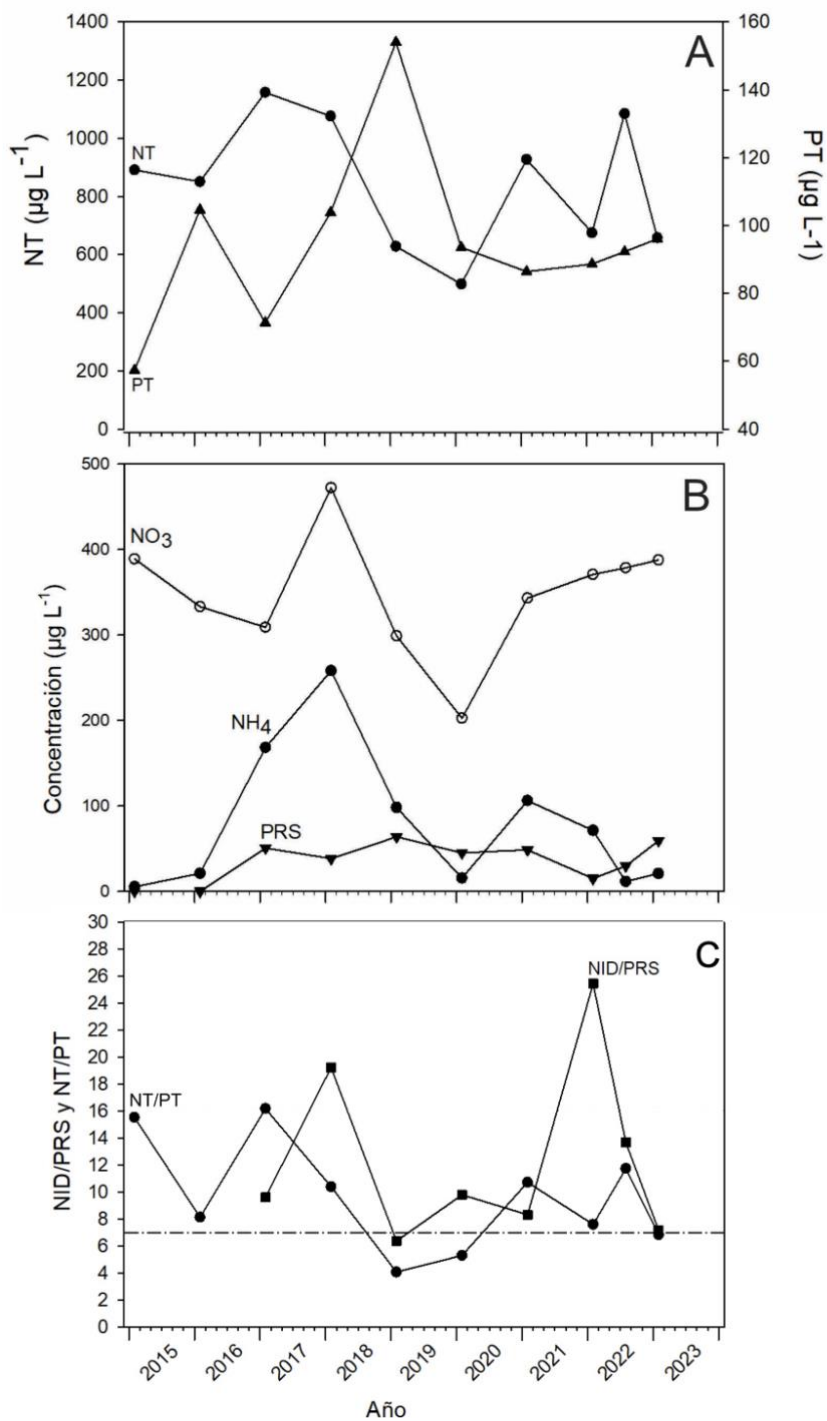 A
1400
1200
1000
800
600
400
200
0
NT (µg L-1)
160
140
120
100
80
60
40
PT (µg L-1)
NT
PT
B
500
400
300
200
100
0
Concentración (µg L-1)
NO3
NH4
PRS
C
30
28
26
24
22
20
18
16
14
12
10
8
6
4
2
0
NID/PRS y NT/PT
NID/PRS
NT/PT
2015 2016 2017 2018 2019 2020 2021 2022 2023
Año